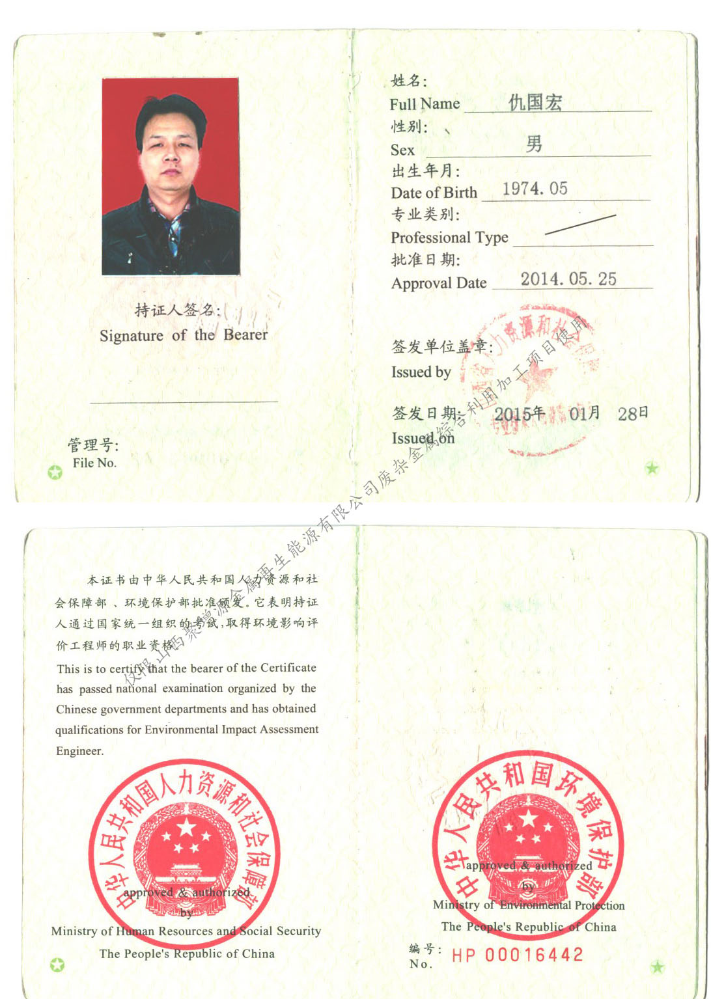 持证人签名:
Signature of the Bearer
管理号:
File No.
姓名:
Full Name 仇国宏
性别:
Sex 男
出生年月:
Date of Birth 1974.05
专业类别:
Professional Type
批准日期:
Approval Date 2014.05.25
签发单位盖章:
Issued by
签发日期: 2015年 01月 28日
Issued on
仅限山西聚增源金属再生能源有限公司废杂金属综合利用加工项目使用
本证书由中华人民共和国人力资源和社
会保障部、环境保护部批准颁发。它表明持证
人通过国家统一组织的考试,取得环境影响评
价工程师的职业资格。
This is to certify that the bearer of the Certificate
has passed national examination organized by the
Chinese government departments and has obtained
qualifications for Environmental Impact Assessment
Engineer.
中华人民共和国人力资源和社会保障部
approved & authorized
by
Ministry of Human Resources and Social Security
The People's Republic of China
中华人民共和国环境保护部
approved & authorized
by
Ministry of Environmental Protection
The People's Republic of China
编号:
No. HP 00016442